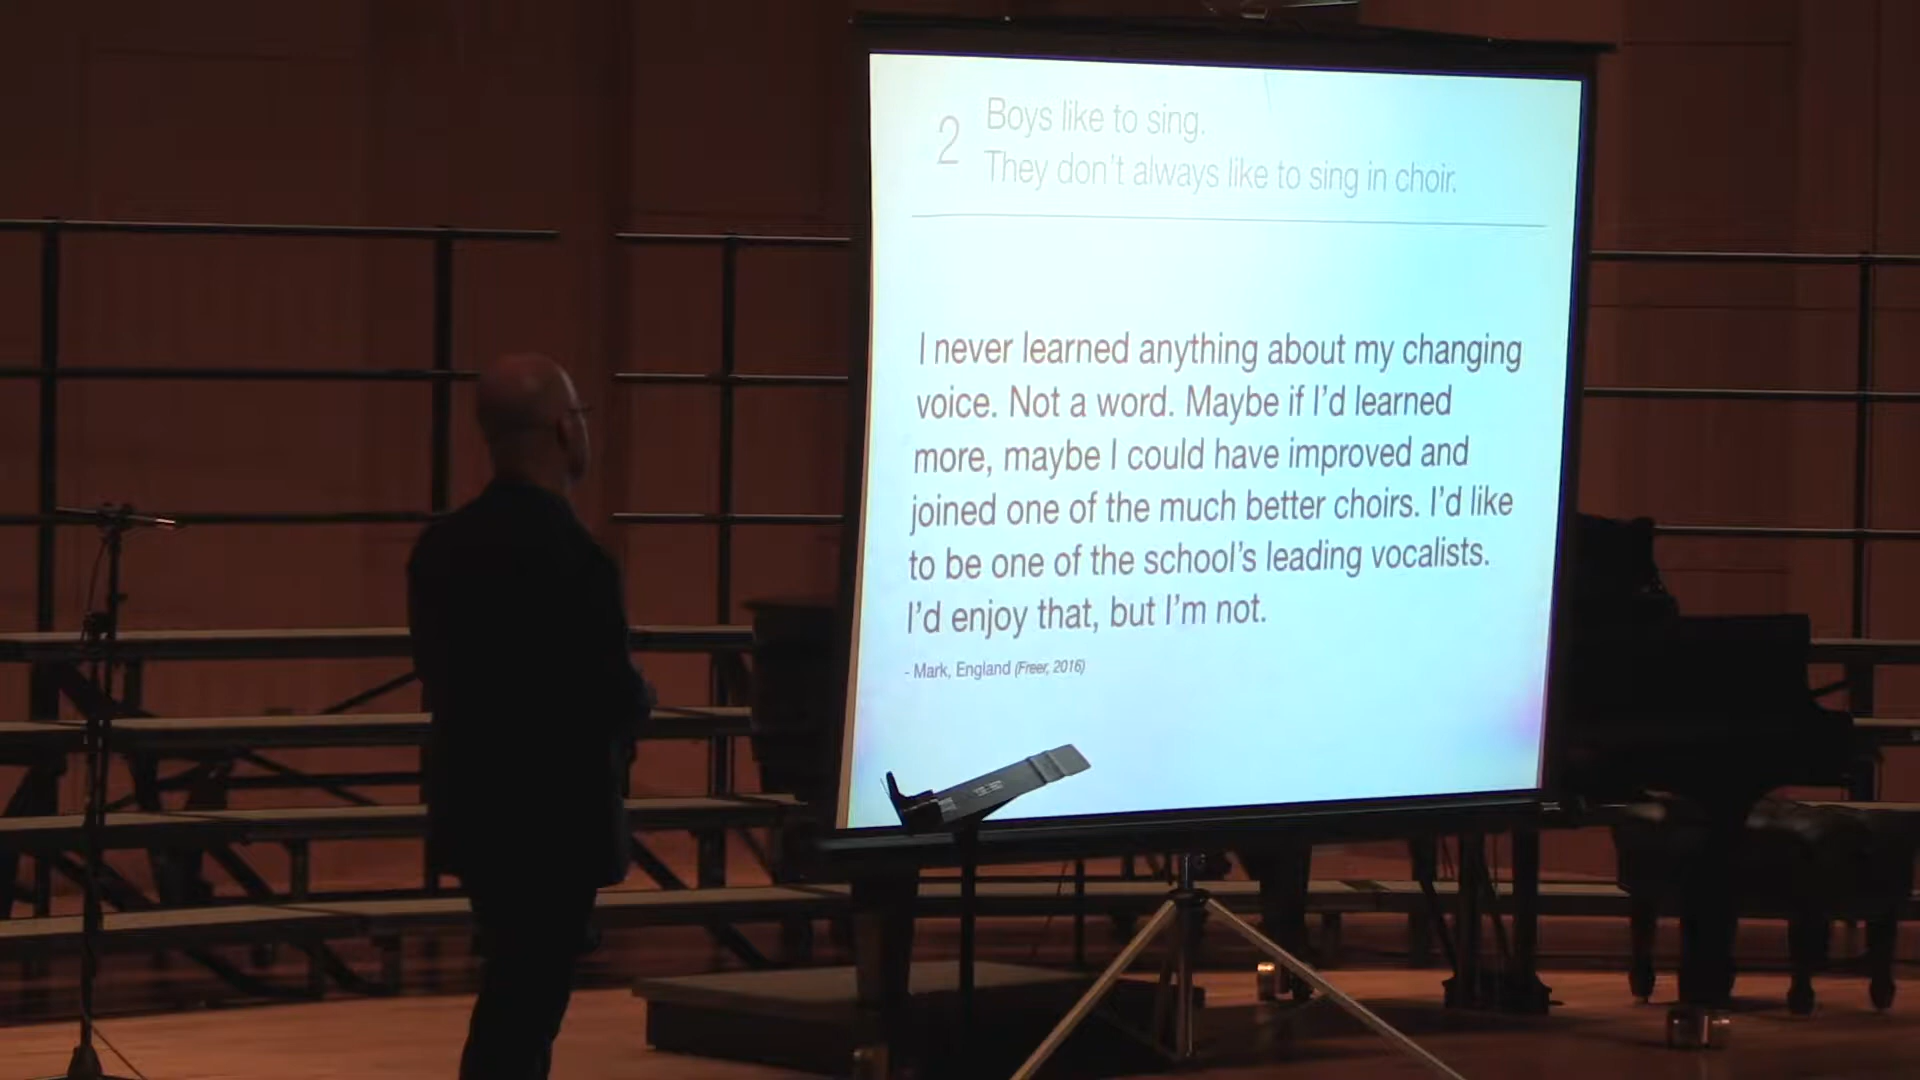 2
Boys like to sing.
They don't always like to sing in choir.
I never learned anything about my changing
voice. Not a word. Maybe if I'd learned
more, maybe I could have improved and
joined one of the much better choirs. I'd like
to be one of the school's leading vocalists.
I'd enjoy that, but I'm not.
- Mark, England (Freer, 2016)